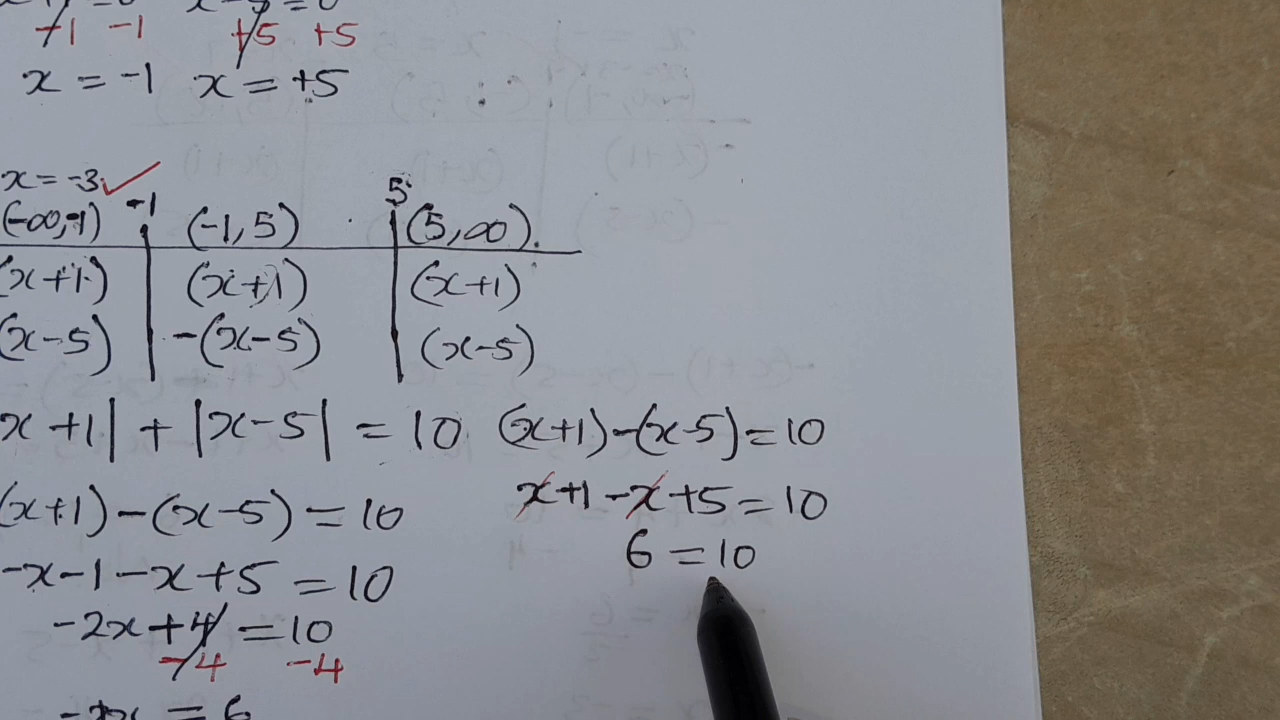 -1 -1 +5 +5
x = -1 x = +5
x = -3 ✓
(-∞,-1) -1 (-1,5) 5 (5,∞).
(x+1) (x+1) (x+1)
(x-5) -(x-5) (x-5)
x+1| + |x-5| = 10 (x+1)-(x-5)=10
(x+1)-(x-5)=10 x+1-x+5=10
-x-1-x+5=10 6=10
-2x+4=10
-4 -4
-2x = 6